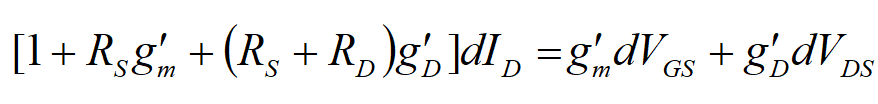 [1 + R_S g′_m + (R_S + R_D)g′_D]dI_D = g′_m dV_GS + g′_D dV_DS